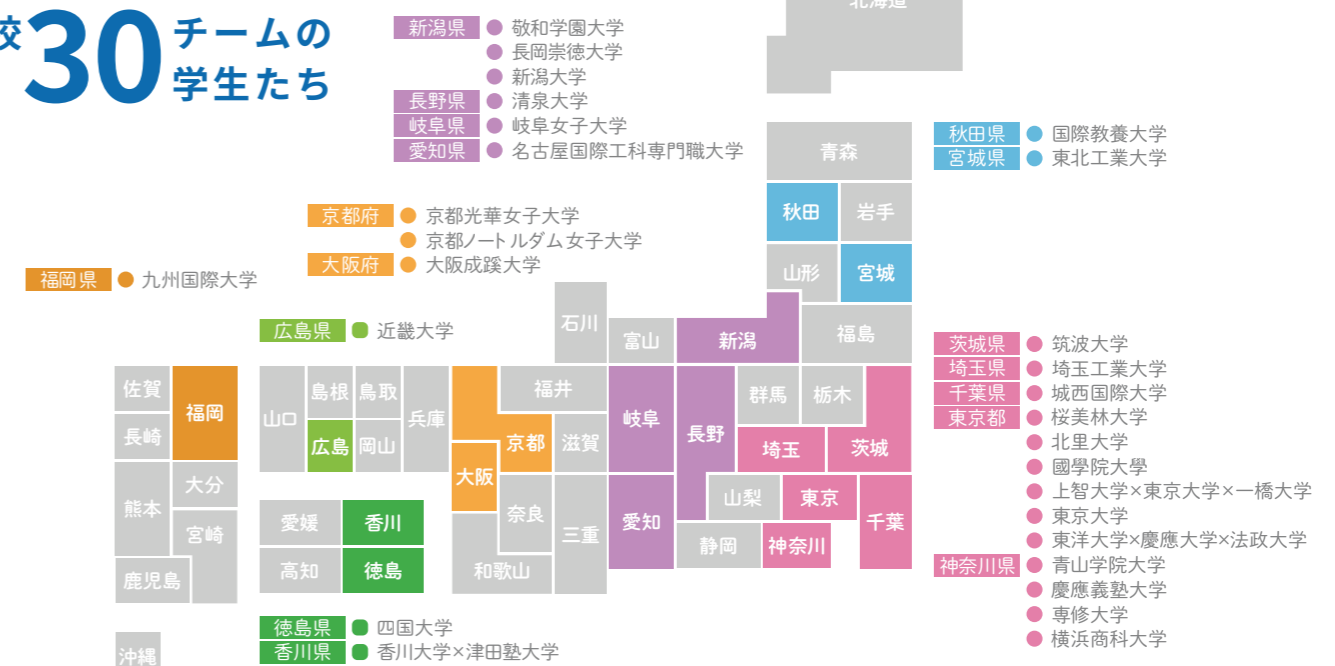 校30チームの
学生たち
新潟県 敬和学園大学
長岡崇徳大学
新潟大学
長野県 清泉大学
岐阜県 岐阜女子大学
愛知県 名古屋国際工科専門職大学
京都府 京都光華女子大学
京都ノートルダム女子大学
大阪府 大阪成蹊大学
福岡県 九州国際大学
広島県 近畿大学
北海道
青森
秋田県 国際教養大学
宮城県 東北工業大学
秋田 岩手
山形 宮城
石川 富山 新潟 福島
佐賀 福岡
長崎
熊本 大分
宮崎
鹿児島
沖縄
山口 島根 鳥取 兵庫
広島 岡山
福井
京都 滋賀
大阪
奈良 三重
和歌山
岐阜 長野 群馬 栃木
埼玉 茨城
愛知 山梨 東京 千葉
静岡 神奈川
愛媛 香川
高知 徳島
徳島県 四国大学
香川県 香川大学×津田塾大学
茨城県 筑波大学
埼玉県 埼玉工業大学
千葉県 城西国際大学
東京都 桜美林大学
北里大学
國學院大學
上智大学×東京大学×一橋大学
東京大学
東洋大学×慶應大学×法政大学
神奈川県 青山学院大学
慶應義塾大学
専修大学
横浜商科大学